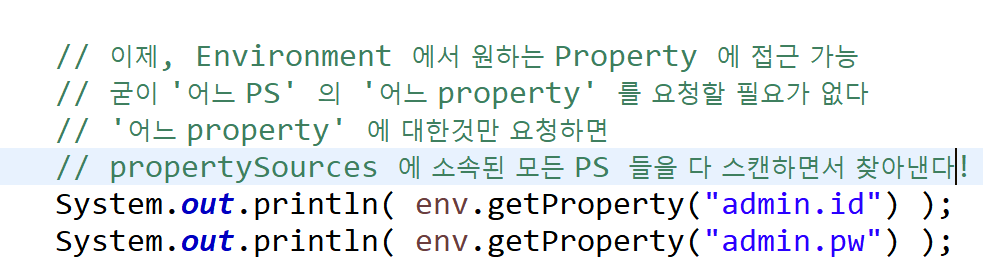 // 이제, Environment 에서 원하는 Property 에 접근 가능
// 굳이 '어느 PS' 의 '어느 property' 를 요청할 필요가 없다
// '어느 property' 에 대한것만 요청하면
// propertySources 에 소속된 모든 PS 들을 다 스캔하면서 찾아낸다!
System.out.println( env.getProperty("admin.id") );
System.out.println( env.getProperty("admin.pw") );